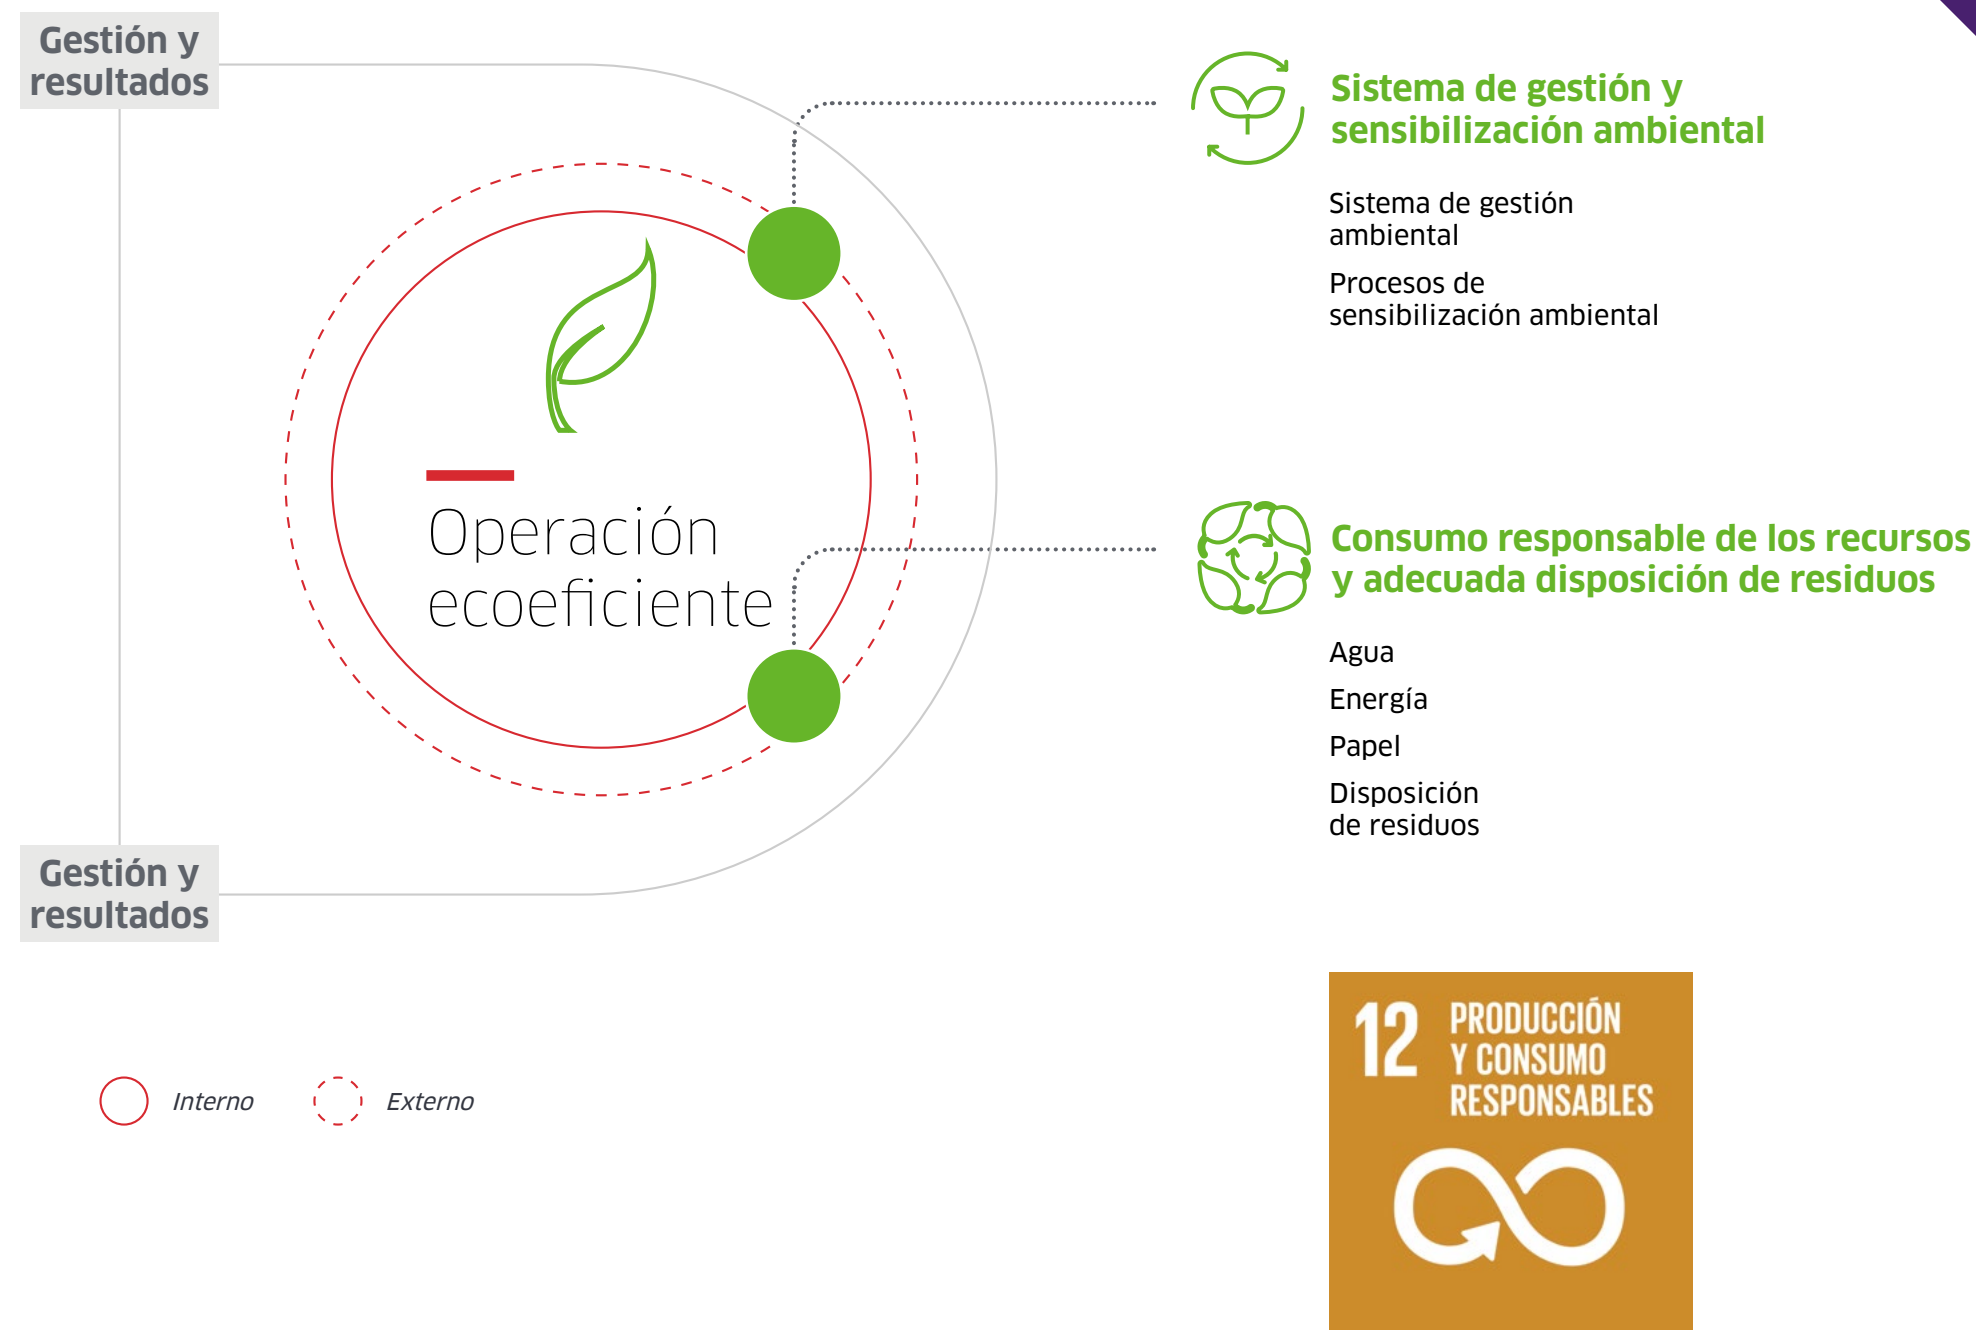 Gestión y
resultados
Operación
ecoeficiente
Gestión y
resultados
Interno
Externo
Sistema de gestión y
sensibilización ambiental
Sistema de gestión
ambiental
Procesos de
sensibilización ambiental
Consumo responsable de los recursos
y adecuada disposición de residuos
Agua
Energía
Papel
Disposición
de residuos
12 PRODUCCIÓN
Y CONSUMO
RESPONSABLES